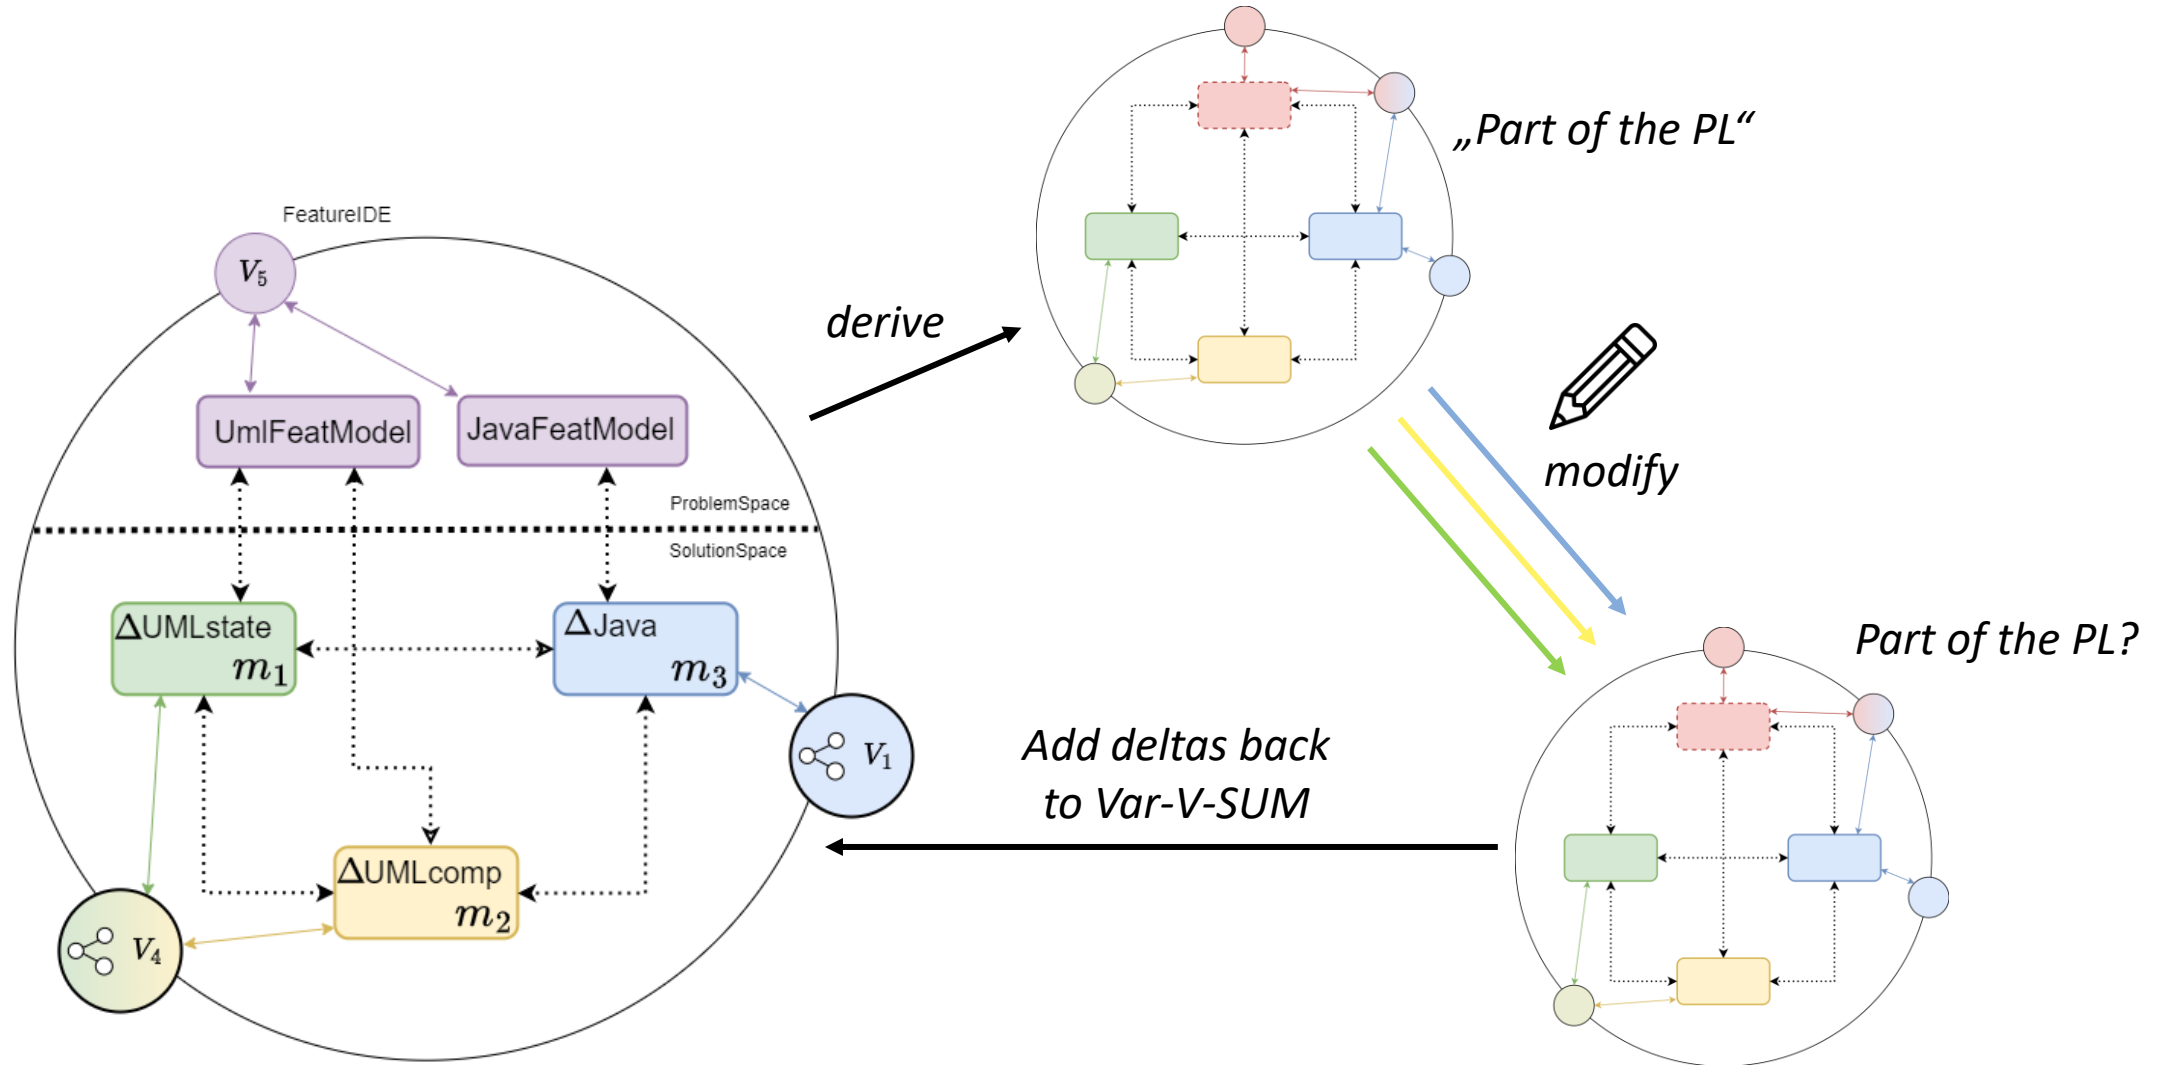 „Part of the PL“
FeatureIDE
V5
derive
UmlFeatModel
JavaFeatModel
modify
ProblemSpace
SolutionSpace
ΔUMLstate
m1
ΔJava
m3
Part of the PL?
V1
Add deltas back
to Var-V-SUM
ΔUMLcomp
m2
V4